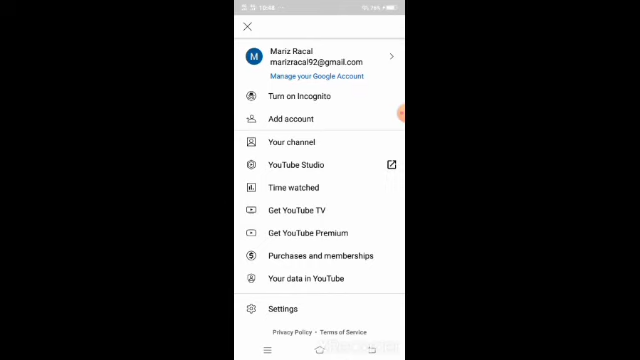 10:46
Mariz Racal
marizracal92@gmail.com
Manage your Google Account
Turn on Incognito
Add account
Your channel
YouTube Studio
Time watched
Get YouTube TV
Get YouTube Premium
Purchases and memberships
Your data in YouTube
Settings
Privacy Policy • Terms of Service